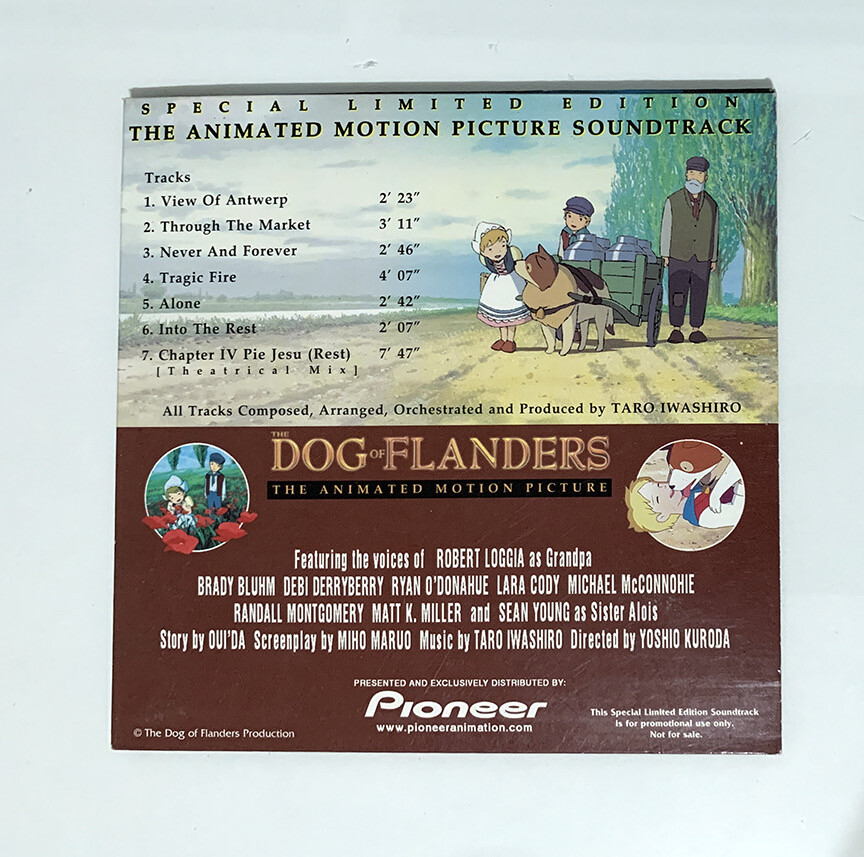 SPECIAL LIMITED EDITION
THE ANIMATED MOTION PICTURE SOUNDTRACK
Tracks
1. View Of Antwerp 2' 23"
2. Through The Market 3' 11"
3. Never And Forever 2' 46"
4. Tragic Fire 4' 07"
5. Alone 2' 42"
6. Into The Rest 2' 07"
7. Chapter IV Pie Jesu (Rest) 7' 47"
[Theatrical Mix]
All Tracks Composed, Arranged, Orchestrated and Produced by TARO IWASHIRO
THE DOG OF FLANDERS
THE ANIMATED MOTION PICTURE
Featuring the voices of ROBERT LOGGIA as Grandpa
BRADY BLUHM DEBI DERRYBERRY RYAN O'DONAHUE LARA CODY MICHAEL McCONNOHIE
RANDALL MONTGOMERY MATT K. MILLER and SEAN YOUNG as Sister Alois
Story by OUI'DA Screenplay by MIHO MARUO Music by TARO IWASHIRO Directed by YOSHIO KURODA
PRESENTED AND EXCLUSIVELY DISTRIBUTED BY:
Pioneer
www.pioneeranimation.com
© The Dog of Flanders Production
This Special Limited Edition Soundtrack
is for promotional use only.
Not for sale.